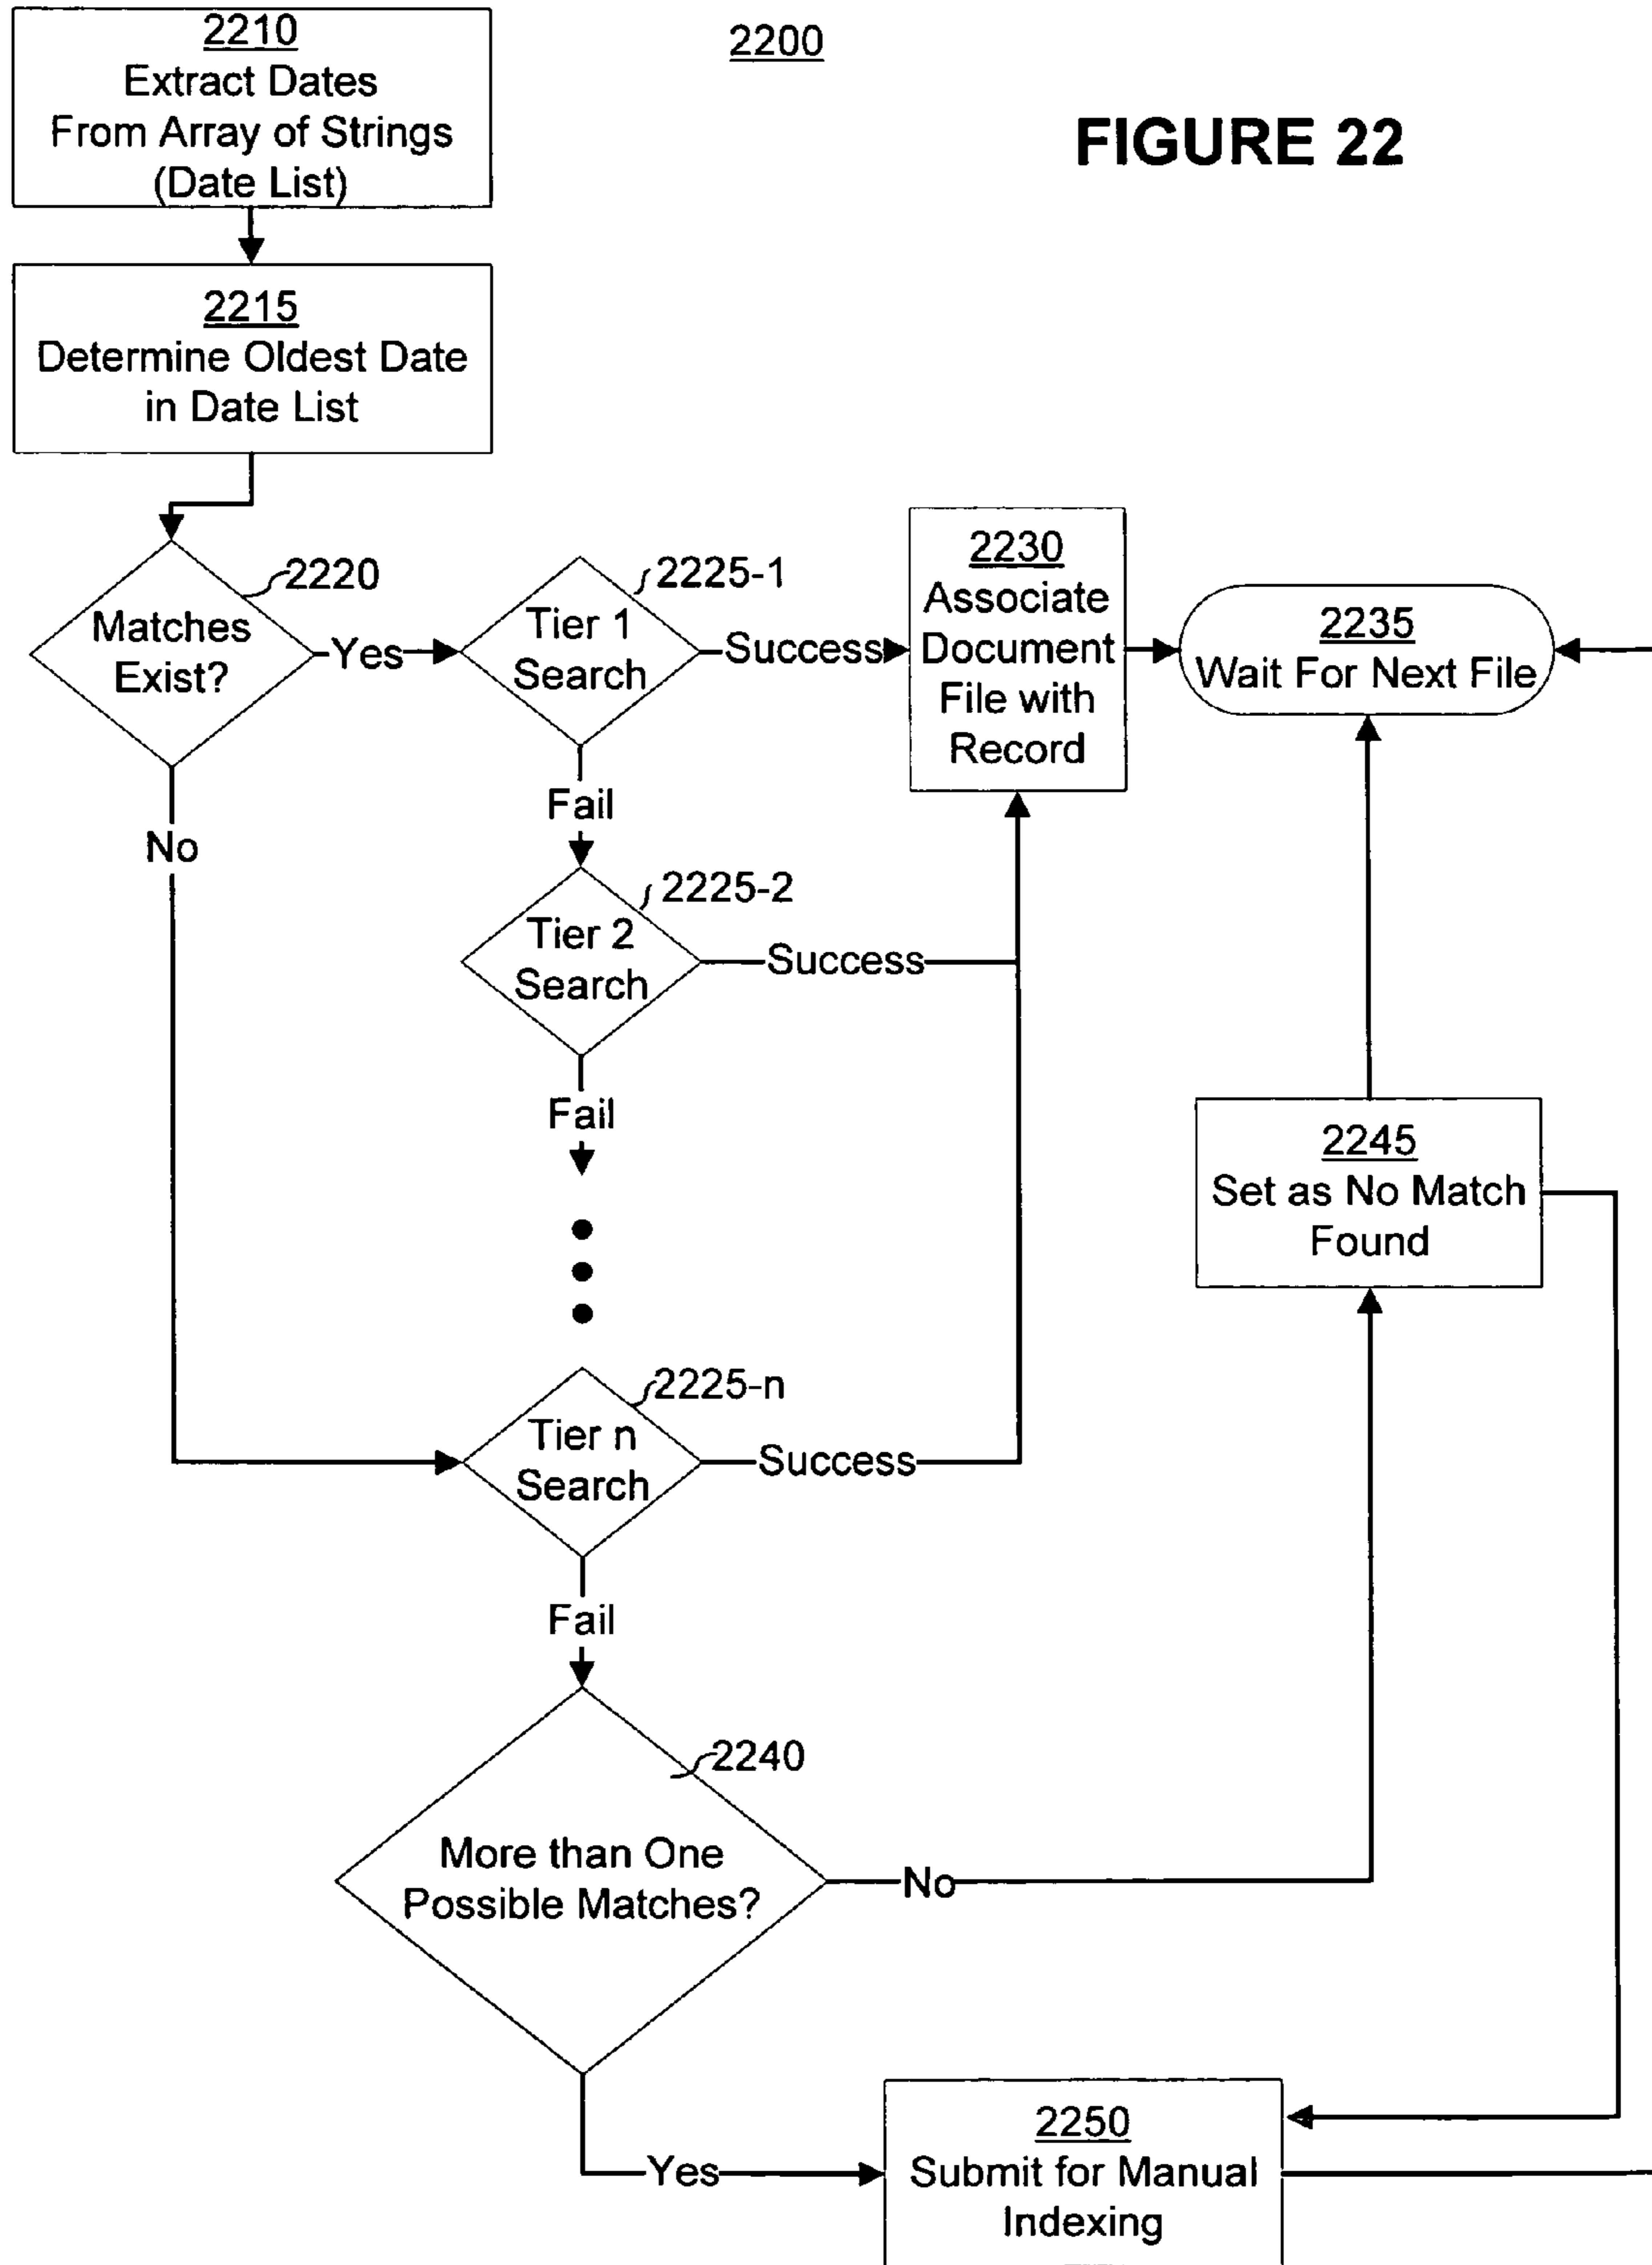 2200
FIGURE 22
2210
Extract Dates
From Array of Strings
(Date List)
2215
Determine Oldest Date
in Date List
2220
Matches
Exist?
Yes
No
2225-1
Tier 1
Search
Success
Fail
2230
Associate
Document
File with
Record
2235
Wait For Next File
2225-2
Tier 2
Search
Success
Fail
2245
Set as No Match
Found
2225-n
Tier n
Search
Success
Fail
2240
More than One
Possible Matches?
No
Yes
2250
Submit for Manual
Indexing